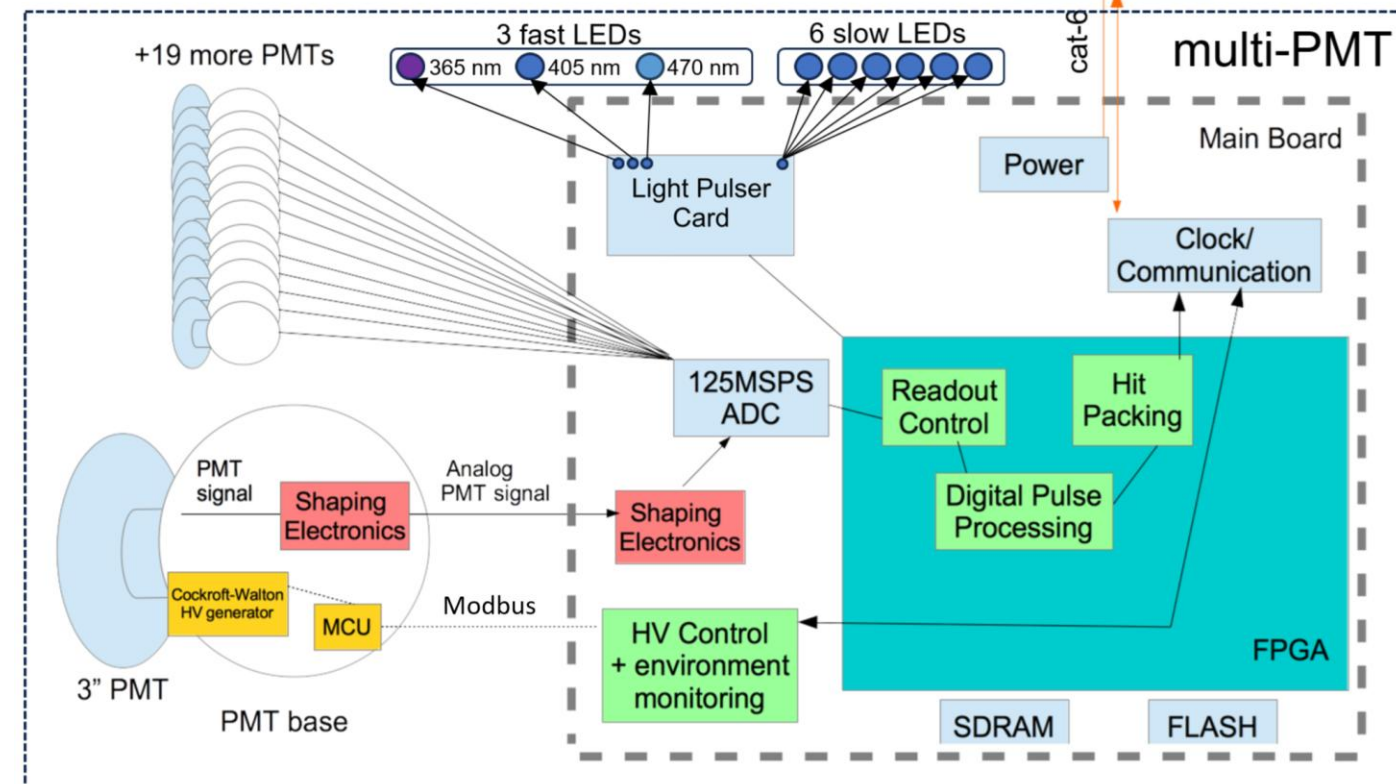 +19 more PMTs
3 fast LEDs
365 nm
405 nm
470 nm
6 slow LEDs
cat-6
multi-PMT
Main Board
Power
Light Pulser
Card
Clock/
Communication
125MSPS
ADC
Readout
Control
Hit
Packing
Digital Pulse
Processing
FPGA
PMT
signal
Shaping
Electronics
Analog
PMT signal
Shaping
Electronics
Cockroft-Walton
HV generator
MCU
Modbus
HV Control
+ environment
monitoring
3” PMT
PMT base
SDRAM
FLASH